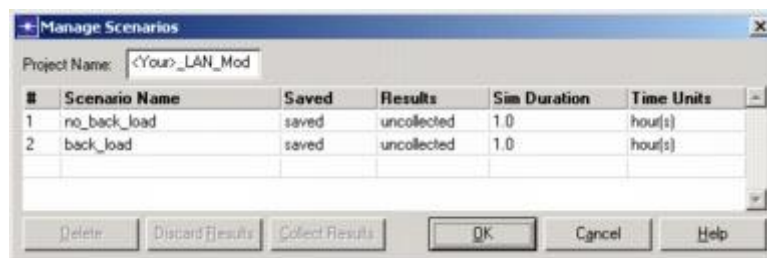 Manage Scenarios
Project Name: <Your>_LAN_Mod
# Scenario Name Saved Results Sim Duration Time Units
1 no_back_load saved uncollected 1.0 hour(s)
2 back_load saved uncollected 1.0 hour(s)
Delete Discard Results Collect Results OK Cancel Help